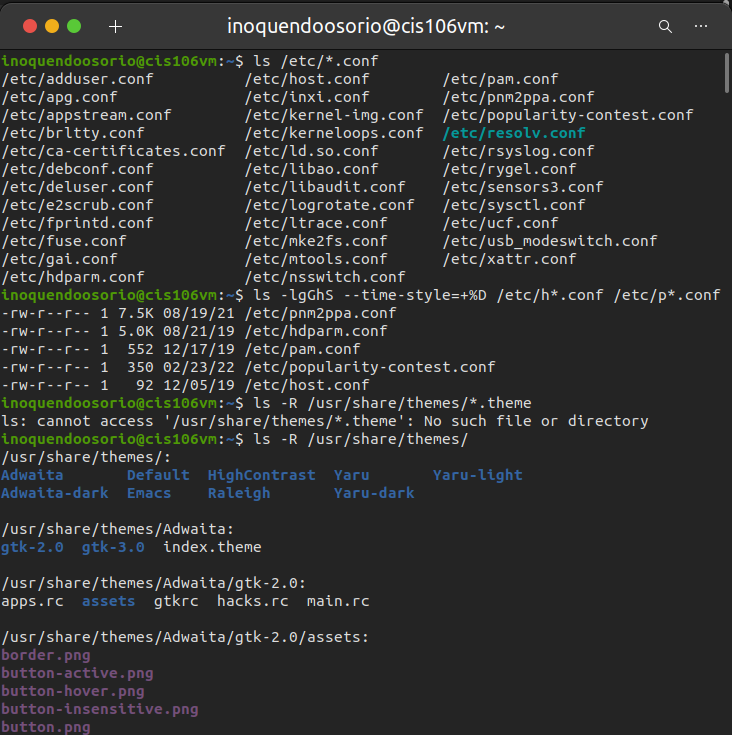 inoquendoosorio@cis106vm: ~
inoquendoosorio@cis106vm:~$ ls /etc/*.conf
/etc/adduser.conf /etc/host.conf /etc/pam.conf
/etc/apg.conf /etc/inxi.conf /etc/pnm2ppa.conf
/etc/appstream.conf /etc/kernel-img.conf /etc/popularity-contest.conf
/etc/brltty.conf /etc/kerneloops.conf /etc/resolv.conf
/etc/ca-certificates.conf /etc/ld.so.conf /etc/rsyslog.conf
/etc/debconf.conf /etc/libao.conf /etc/rygel.conf
/etc/deluser.conf /etc/libaudit.conf /etc/sensors3.conf
/etc/e2scrub.conf /etc/logrotate.conf /etc/sysctl.conf
/etc/fprintd.conf /etc/ltrace.conf /etc/ucf.conf
/etc/fuse.conf /etc/mke2fs.conf /etc/usb_modeswitch.conf
/etc/gai.conf /etc/mtools.conf /etc/xattr.conf
/etc/hdparm.conf /etc/nsswitch.conf
inoquendoosorio@cis106vm:~$ ls -lgGhS --time-style=+%D /etc/h*.conf /etc/p*.conf
-rw-r--r-- 1 7.5K 08/19/21 /etc/pnm2ppa.conf
-rw-r--r-- 1 5.0K 08/21/19 /etc/hdparm.conf
-rw-r--r-- 1 552 12/17/19 /etc/pam.conf
-rw-r--r-- 1 350 02/23/22 /etc/popularity-contest.conf
-rw-r--r-- 1 92 12/05/19 /etc/host.conf
inoquendoosorio@cis106vm:~$ ls -R /usr/share/themes/*.theme
ls: cannot access '/usr/share/themes/*.theme': No such file or directory
inoquendoosorio@cis106vm:~$ ls -R /usr/share/themes/
/usr/share/themes/:
Adwaita Default HighContrast Yaru Yaru-light
Adwaita-dark Emacs Raleigh Yaru-dark
/usr/share/themes/Adwaita:
gtk-2.0 gtk-3.0 index.theme
/usr/share/themes/Adwaita/gtk-2.0:
apps.rc assets gtkrc hacks.rc main.rc
/usr/share/themes/Adwaita/gtk-2.0/assets:
border.png
button-active.png
button-hover.png
button-insensitive.png
button.png